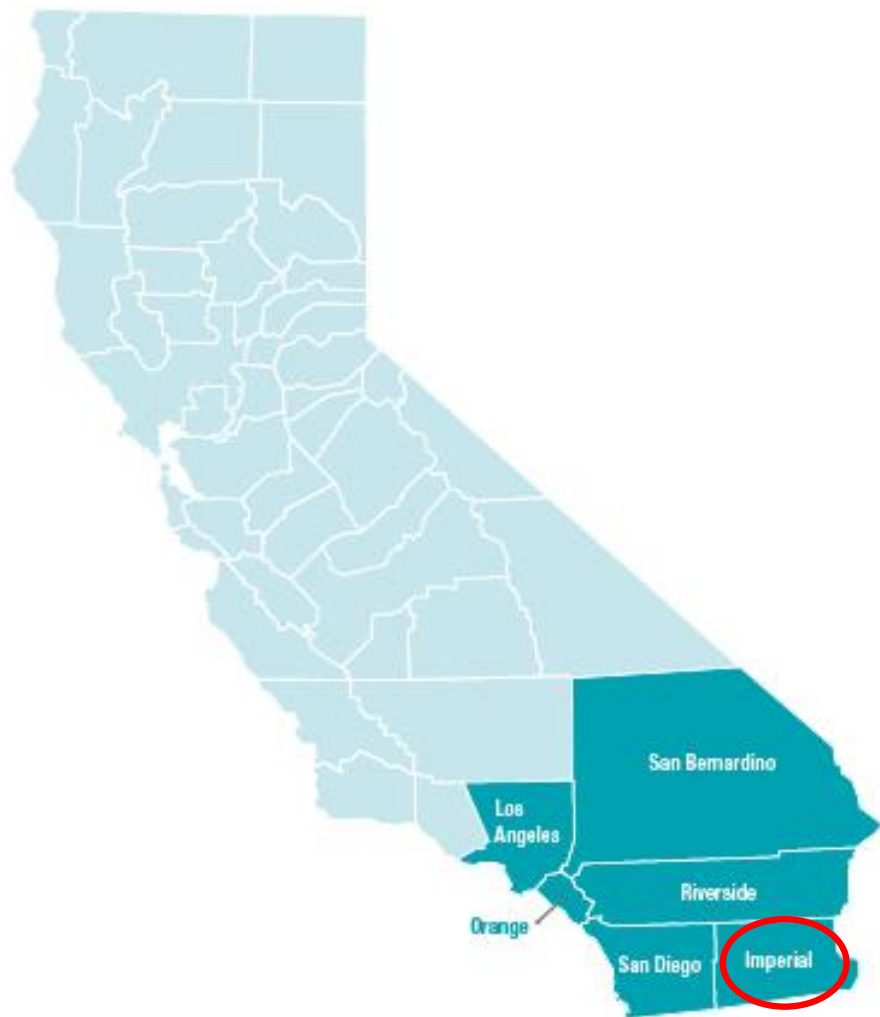 San Bernardino
Los
Angeles
Riverside
Orange
San Diego
Imperial